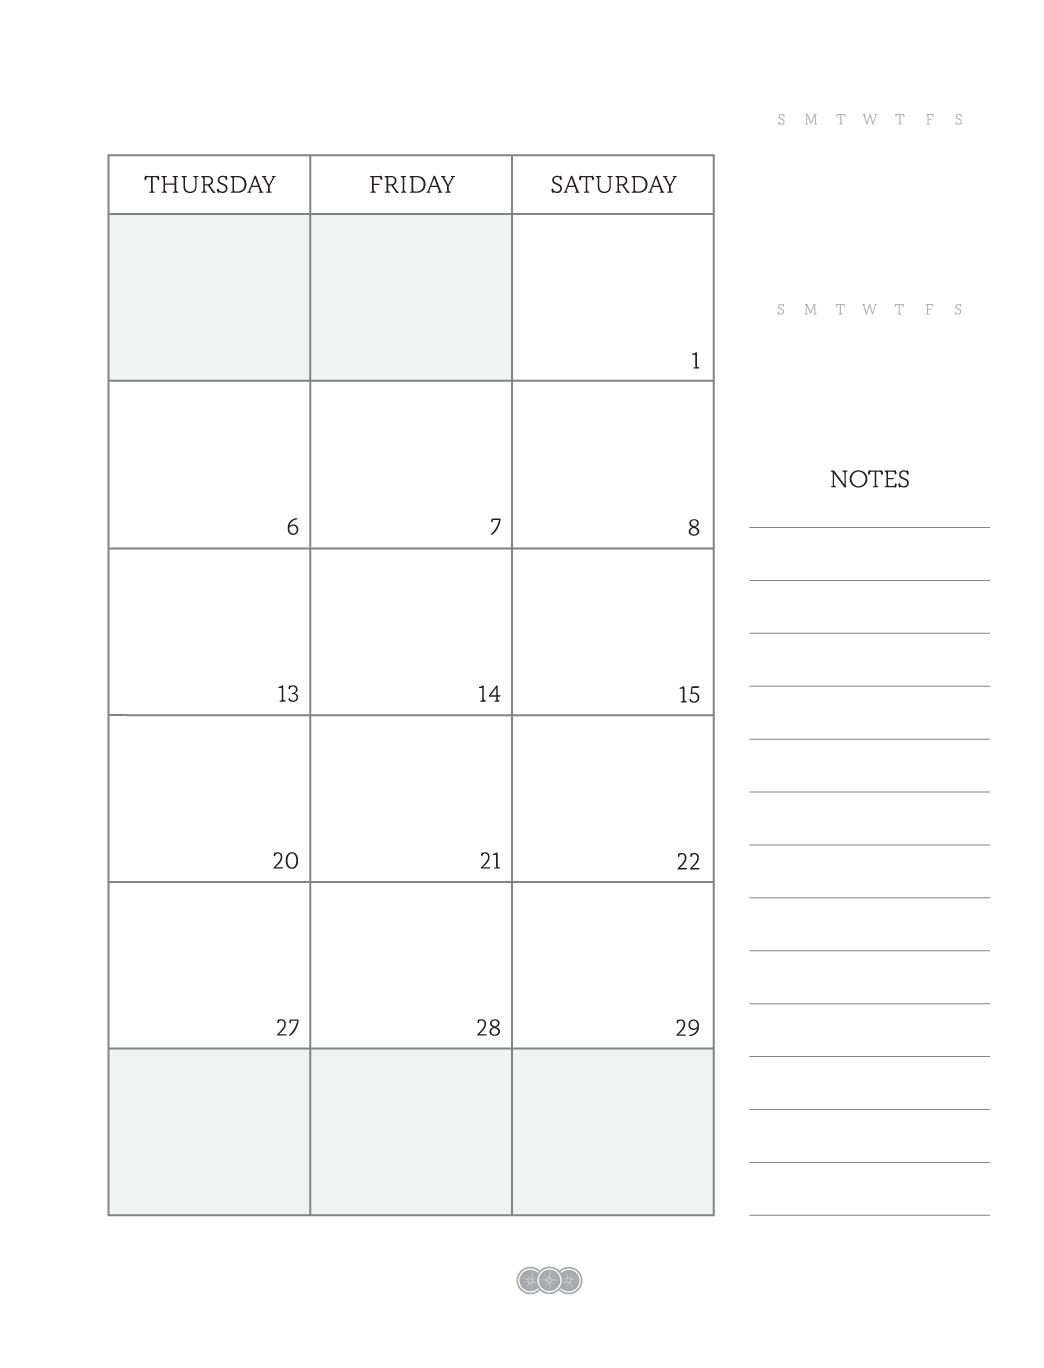 S M T W T F S
THURSDAY FRIDAY SATURDAY
1
6 7 8
13 14 15
20 21 22
27 28 29
S M T W T F S
NOTES